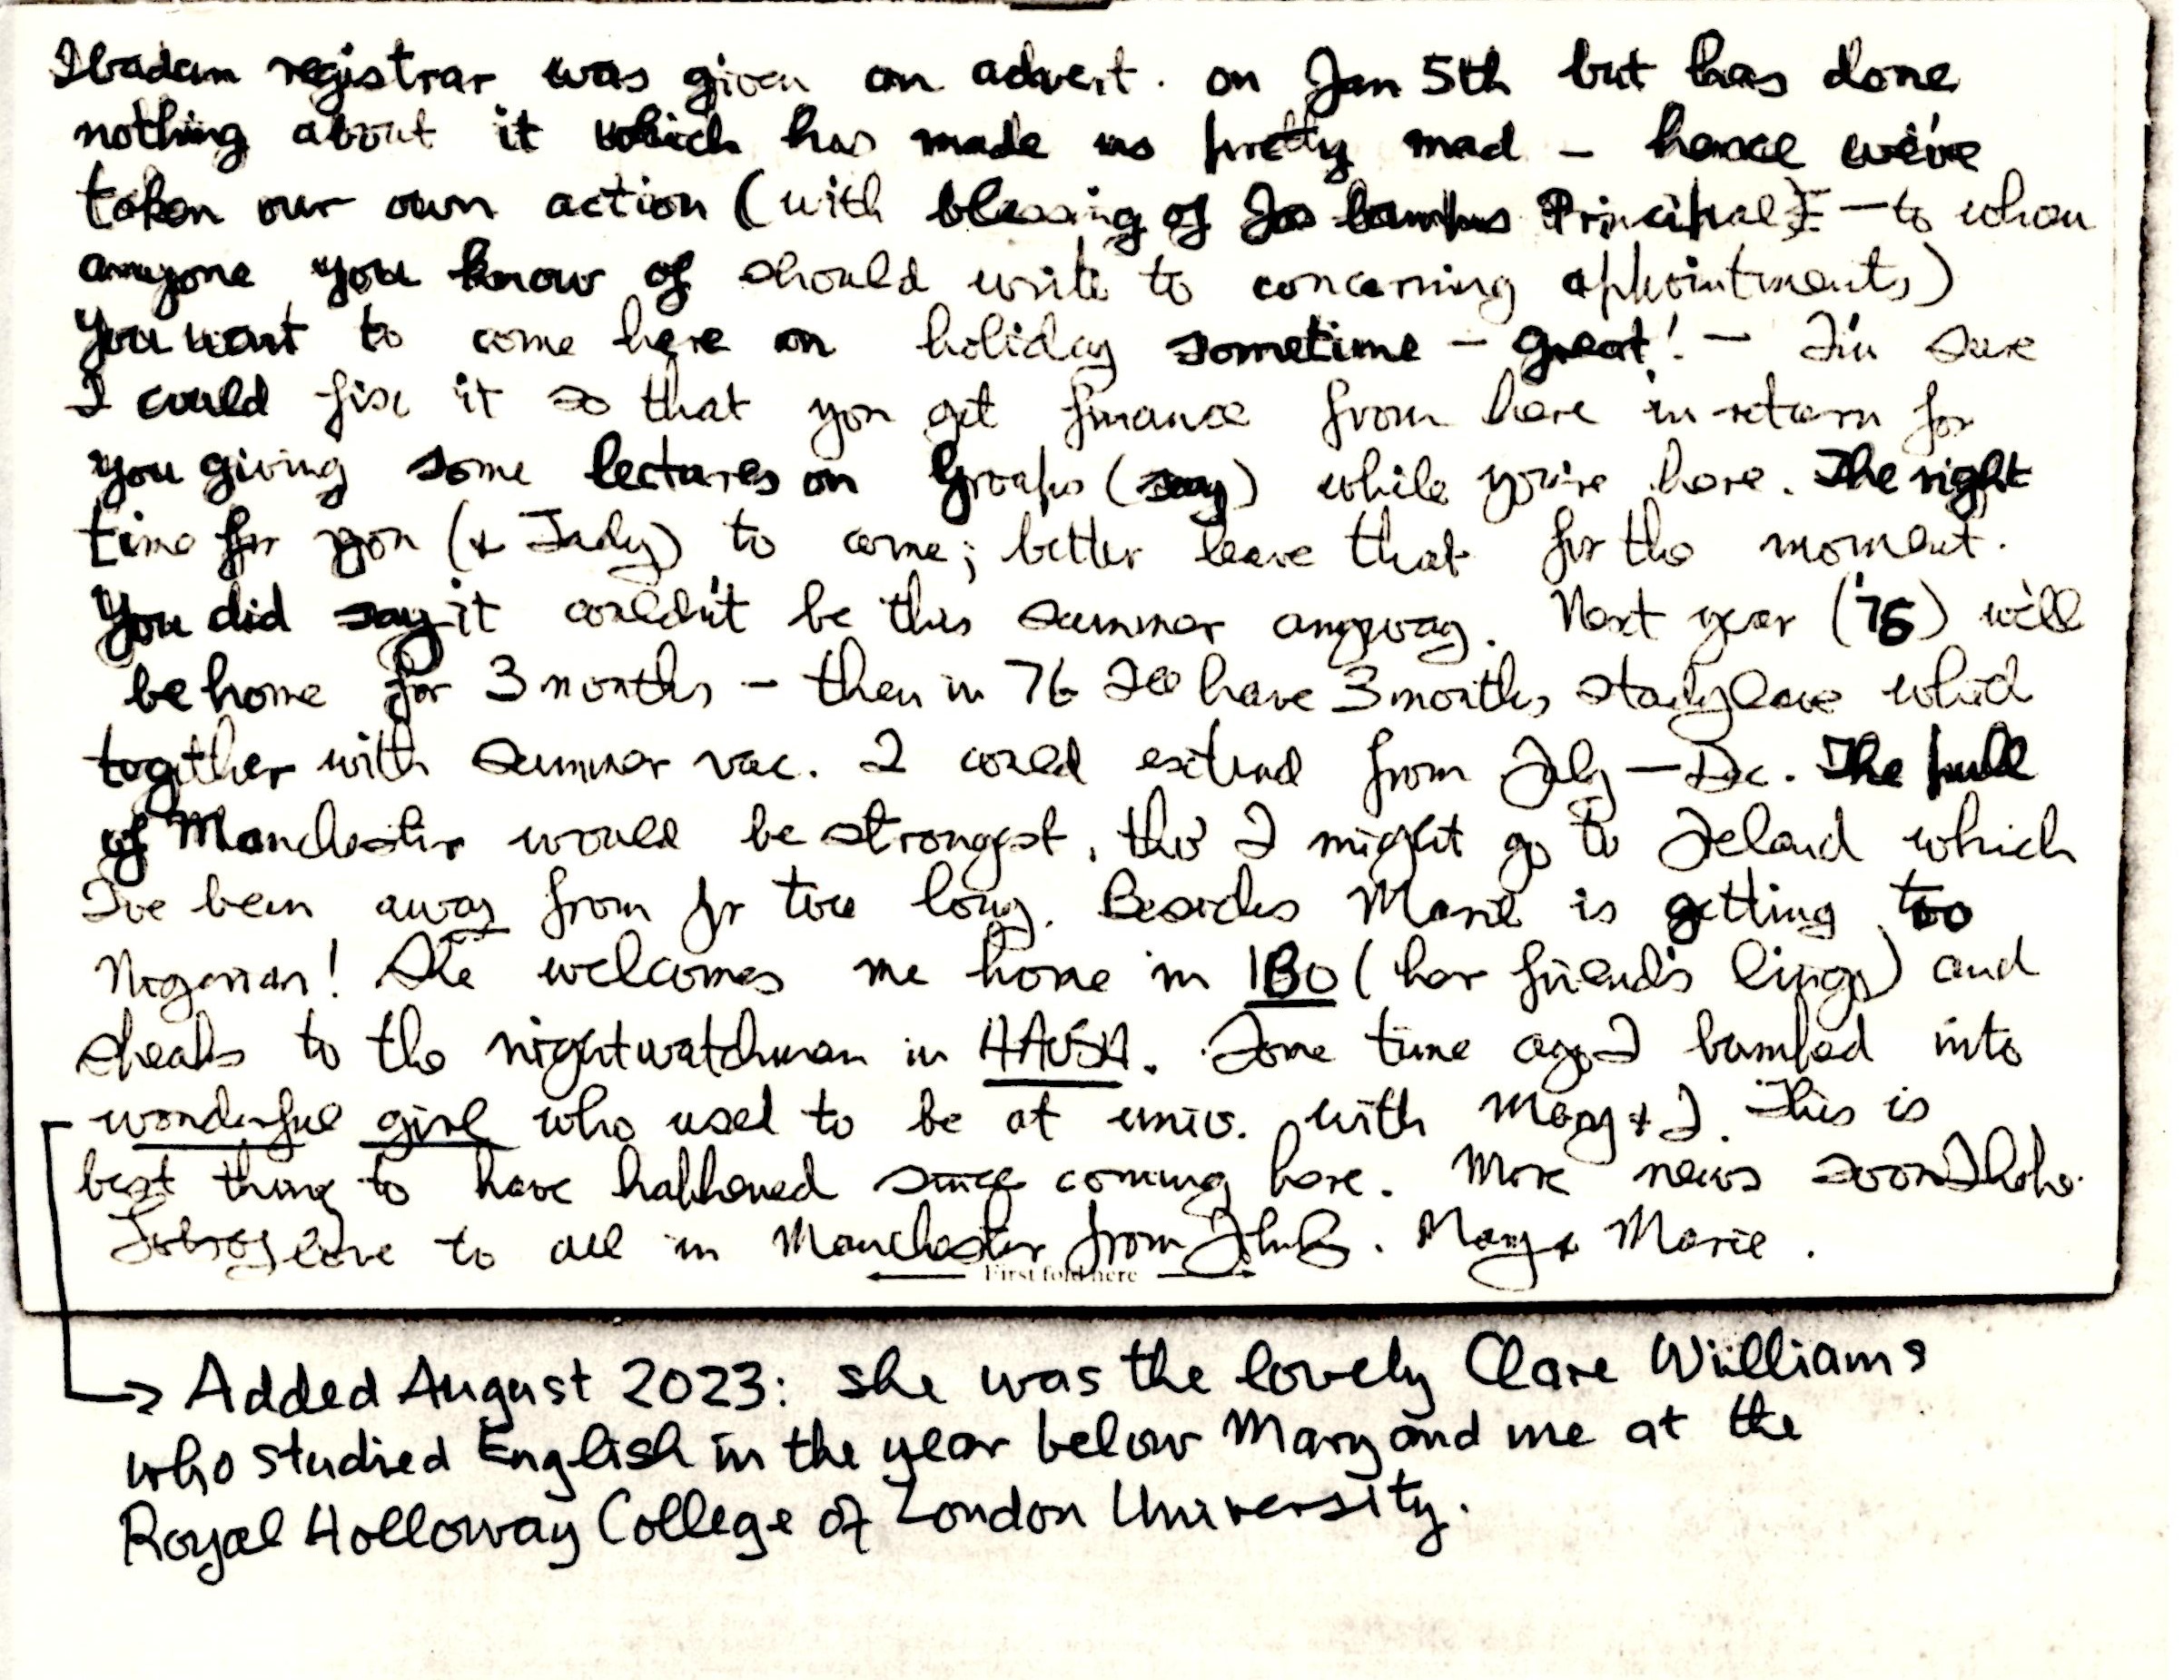 Ibadan registrar was given an advert. on Jan 5th but has done
nothing about it which has made us pretty mad – hence we've
taken our own action (with blessing of Jos campus Principal) – to whom
anyone you know of should write to concerning appointments)
You want to come here on holiday sometime – great! – I'm sure
I could fix it so that you get finance from here in return for
you giving some lectures on Groups (say) while you're here. The right
time for you (& Judy) to come; better leave that for the moment.
You did say it couldn't be this summer anyway. Next year ('75) we'll
be home for 3 months – then in 76 I'll have 3 months study leave which
together with summer vac. I could extend from July – Dec. The pull
of Manchester would be strongest, tho' I might go to Ireland which
I've been away from for too long. Besides Marie is getting too
Nigerian! She welcomes me home in IBO (her friend's lingo) and
speaks to the nightwatchman in HAUSA. Some time ago I bumped into
wonderful girl who used to be at univ. with Mary & I. This is
best thing to have happened since coming here. More news soon I hope.
love to all in Manchester from Mary & Marie.
First fold here
→ Added August 2023: she was the lovely Clare Williams
who studied English in the year below Mary and me at the
Royal Holloway College of London University.